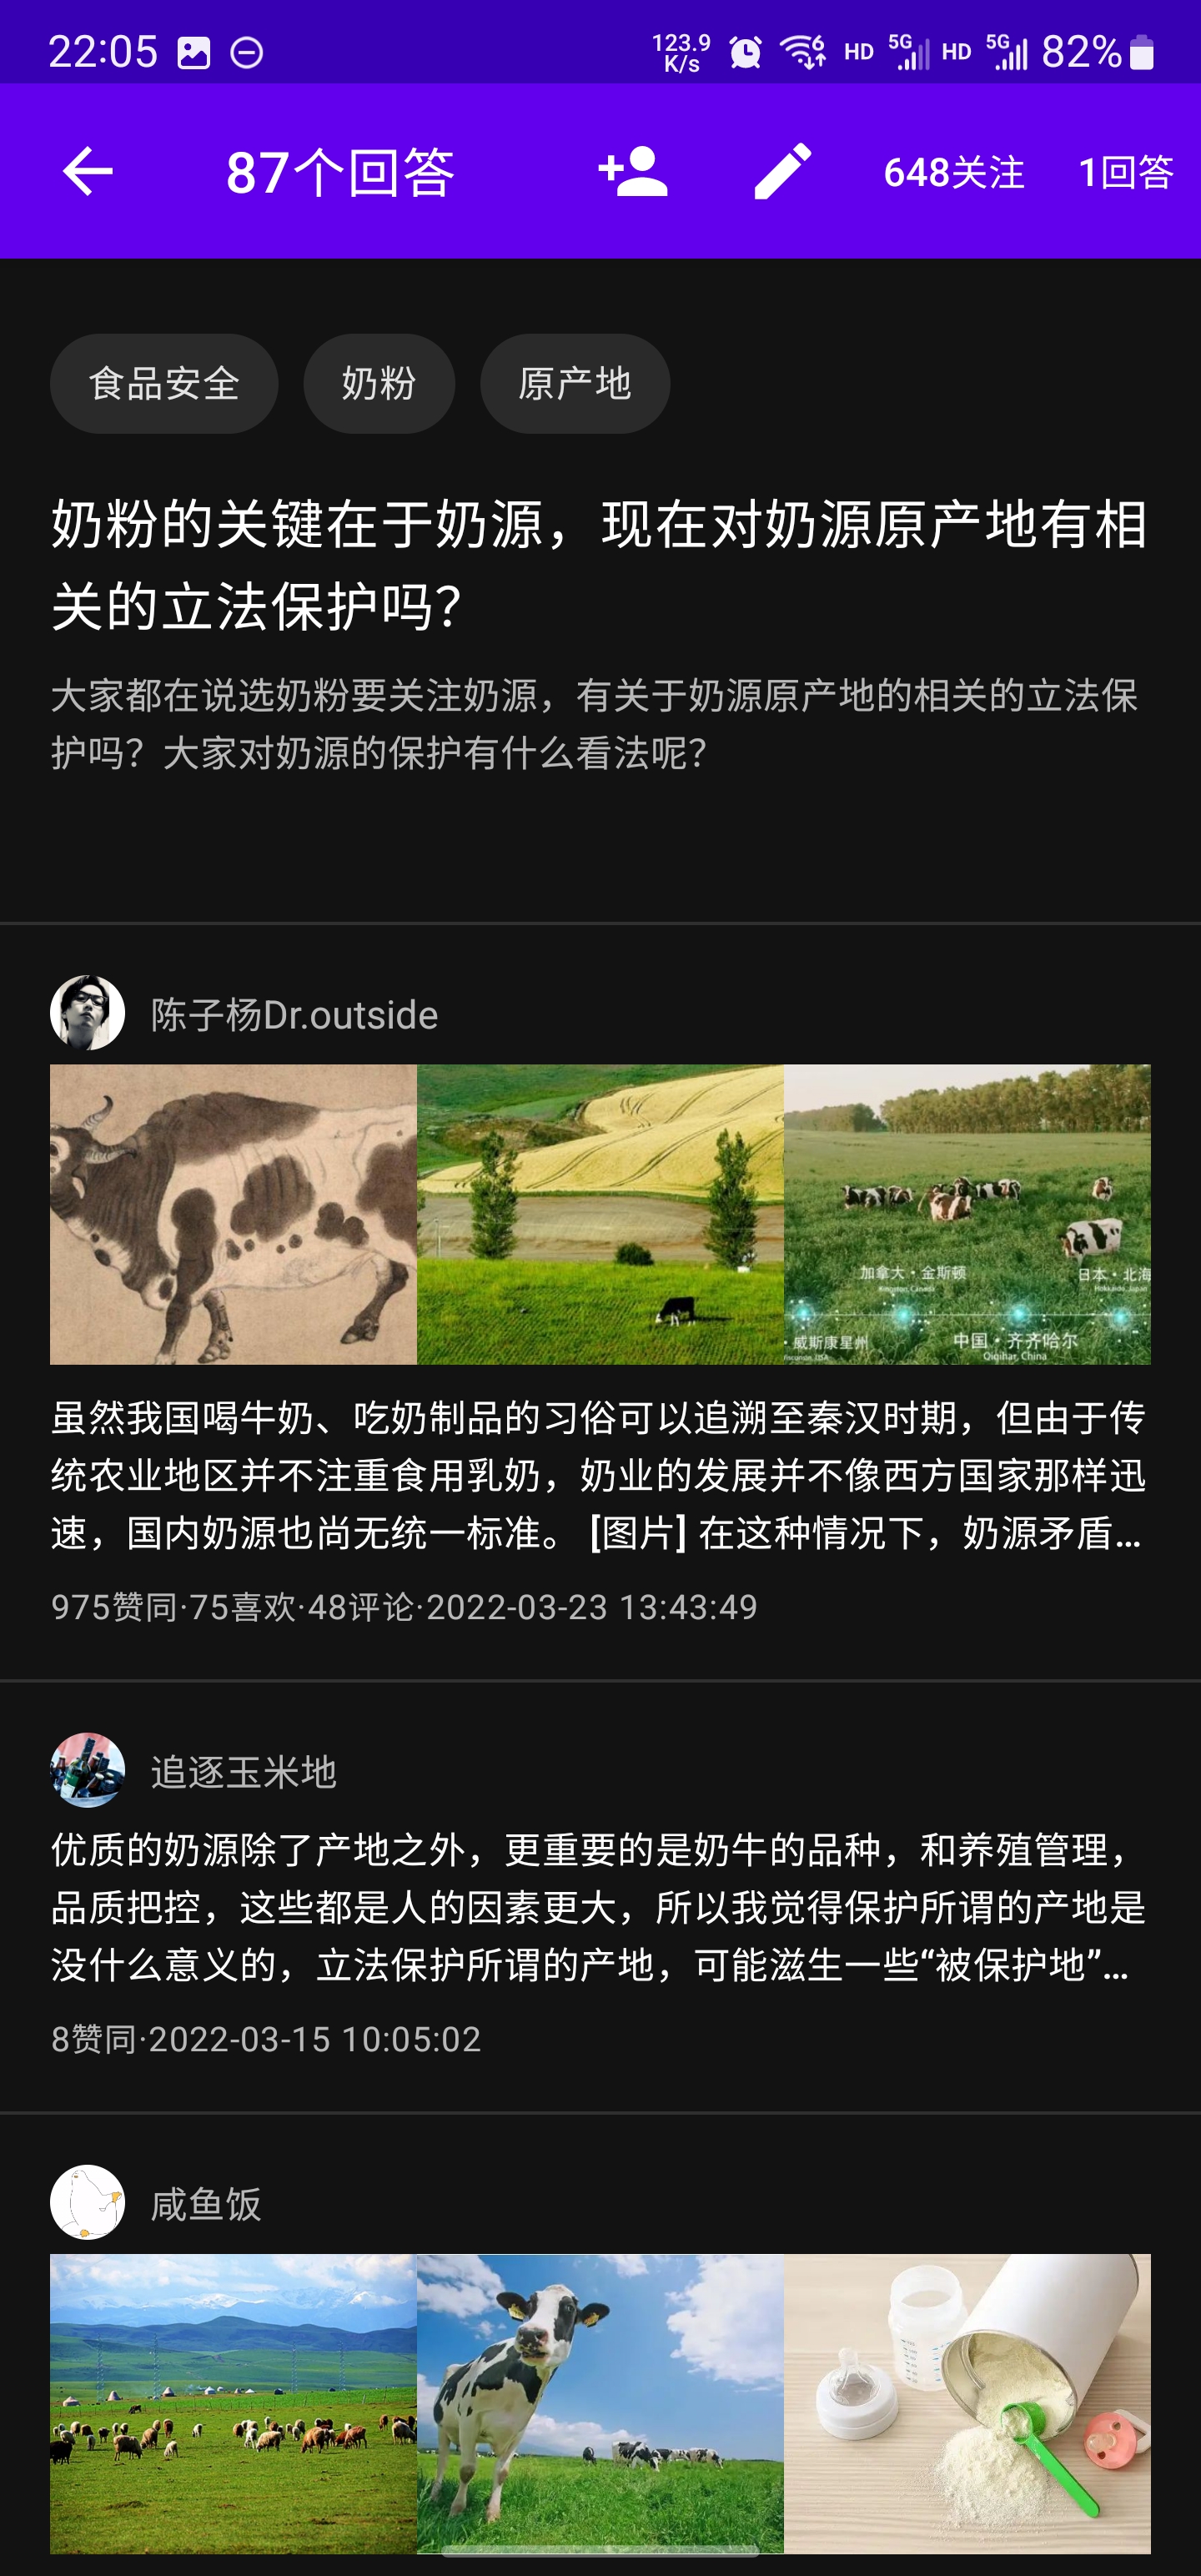 22:05
123.9
K/s
6
HD
5G
HD
5G
82%
87个回答
648关注
1回答
食品安全
奶粉
原产地
奶粉的关键在于奶源，现在对奶源原产地有相
关的立法保护吗？
大家都在说选奶粉要关注奶源，有关于奶源原产地的相关的立法保
护吗？大家对奶源的保护有什么看法呢？
陈子杨Dr.outside
加拿大·金斯顿
Kingston, Canada
日本·北海
Hokkaido, Japan
·威斯康星州
中国·齐齐哈尔
Qiqihar, China
虽然我国喝牛奶、吃奶制品的习俗可以追溯至秦汉时期，但由于传
统农业地区并不注重食用乳奶，奶业的发展并不像西方国家那样迅
速，国内奶源也尚无统一标准。 [图片] 在这种情况下，奶源矛盾...
975赞同·75喜欢·48评论·2022-03-23 13:43:49
追逐玉米地
优质的奶源除了产地之外，更重要的是奶牛的品种，和养殖管理，
品质把控，这些都是人的因素更大，所以我觉得保护所谓的产地是
没什么意义的，立法保护所谓的产地，可能滋生一些“被保护地”...
8赞同·2022-03-15 10:05:02
咸鱼饭